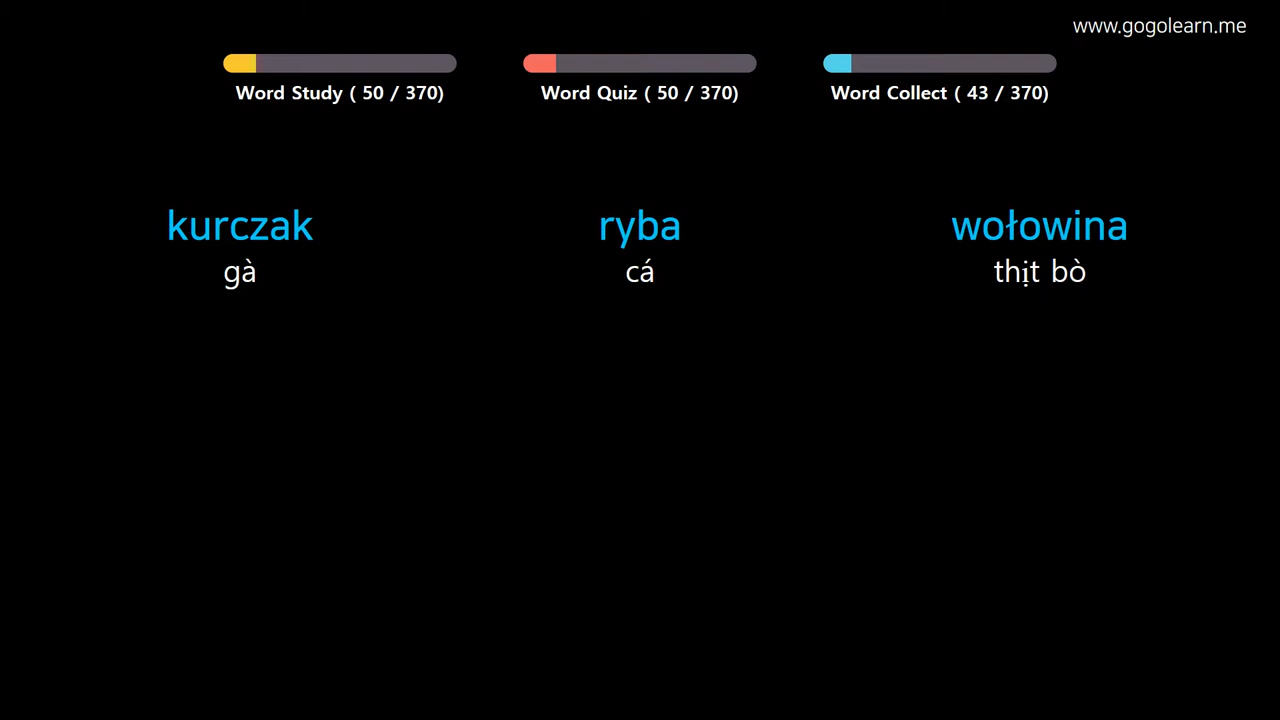 www.gogolearn.me
Word Study ( 50 / 370)
Word Quiz ( 50 / 370)
Word Collect ( 43 / 370)
kurczak
gà
ryba
cá
wołowina
thịt bò